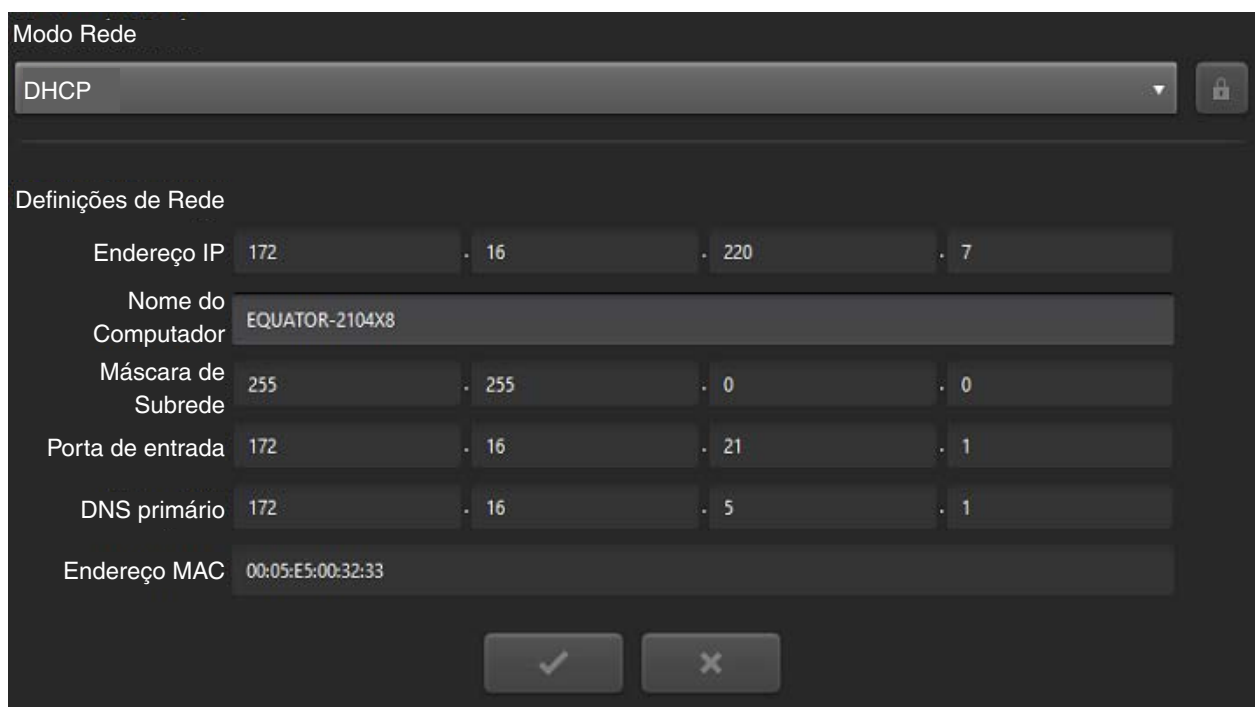 Modo Rede
DHCP
Definições de Rede
Endereço IP 172 . 16 . 220 . 7
Nome do
Computador EQUATOR-2104X8
Máscara de
Subrede 255 . 255 . 0 . 0
Porta de entrada 172 . 16 . 21 . 1
DNS primário 172 . 16 . 5 . 1
Endereço MAC 00:05:E5:00:32:33